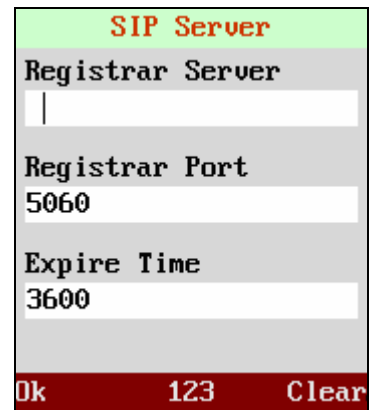 SIP Server
Registrar Server
Registrar Port
5060
Expire Time
3600
Ok 123 Clear